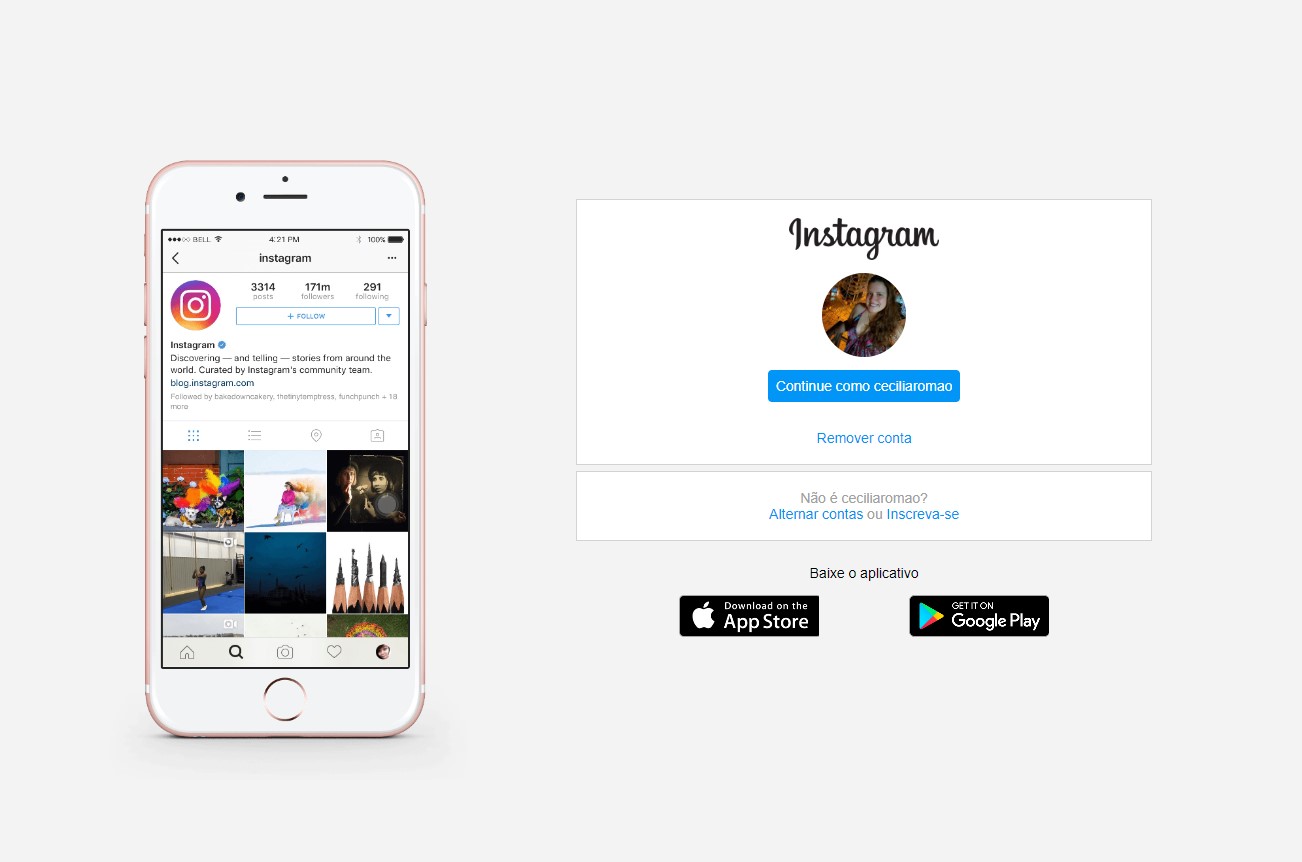 BELL
4:21 PM
100%
instagram
3314
171m
291
posts
followers
following
+ FOLLOW
Instagram
Discovering — and telling — stories from around the
world. Curated by Instagram's community team.
blog.instagram.com
Followed by bakedowncakery, thetinytemptress, funchpunch + 18
more
Instagram
Continue como ceciliaromao
Remover conta
Não é ceciliaromao?
Alternar contas ou Inscreva-se
Baixe o aplicativo
Download on the
App Store
GET IT ON
Google Play